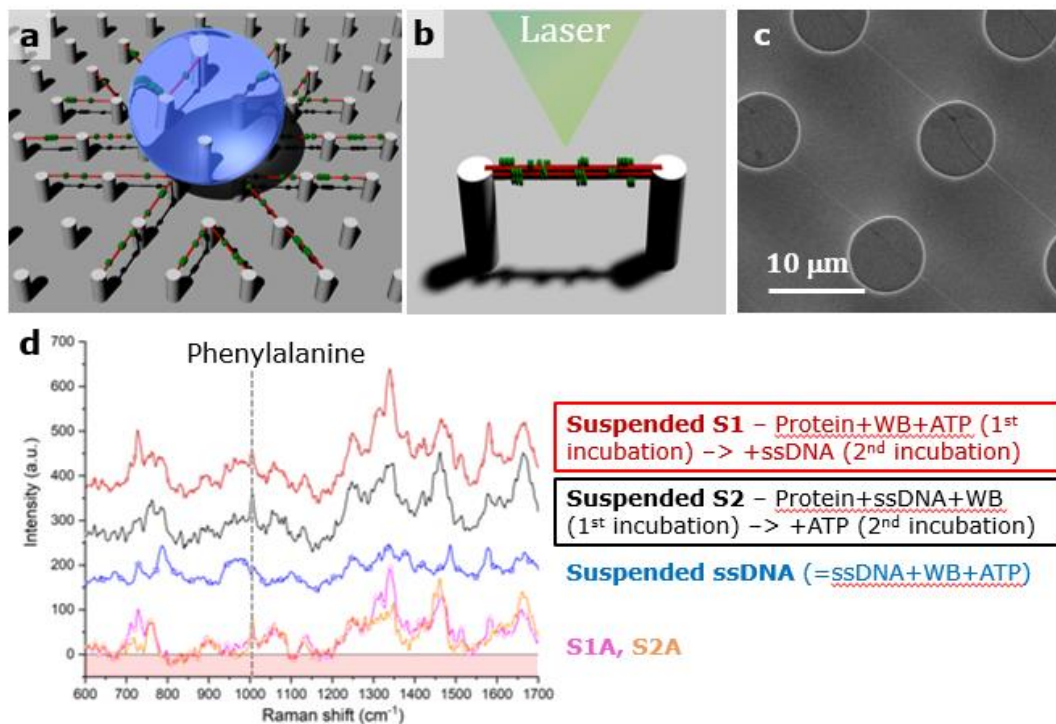 a
b
Laser
c
10 μm
d
Phenylalanine
700
600
500
400
300
200
100
0
Intensity (a.u.)
600 700 800 900 1000 1100 1200 1300 1400 1500 1600 1700
Raman shift (cm⁻¹)
Suspended S1 – Protein+WB+ATP (1st
incubation) –> +ssDNA (2nd incubation)
Suspended S2 – Protein+ssDNA+WB
(1st incubation) –> +ATP (2nd incubation)
Suspended ssDNA (=ssDNA+WB+ATP)
S1A, S2A